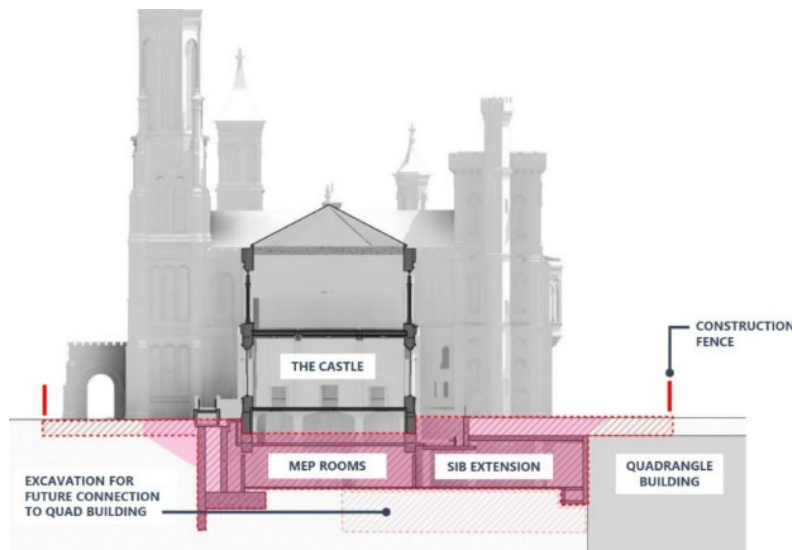 CONSTRUCTION
FENCE
THE CASTLE
MEP ROOMS
SIB EXTENSION
QUADRANGLE
BUILDING
EXCAVATION FOR
FUTURE CONNECTION
TO QUAD BUILDING